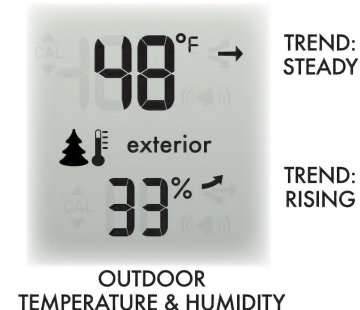 48°F →
TREND:
STEADY
exterior
TREND:
RISING
33%
OUTDOOR
TEMPERATURE & HUMIDITY